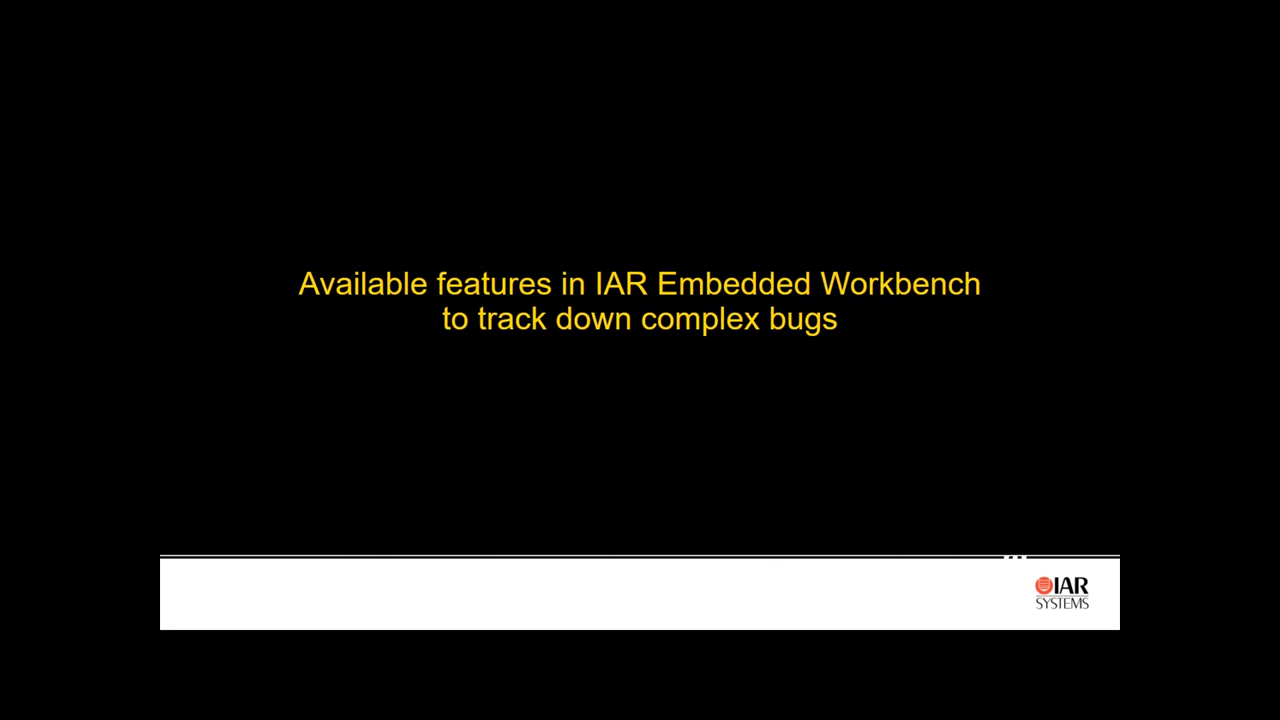 Available features in IAR Embedded Workbench
to track down complex bugs
IAR
SYSTEMS